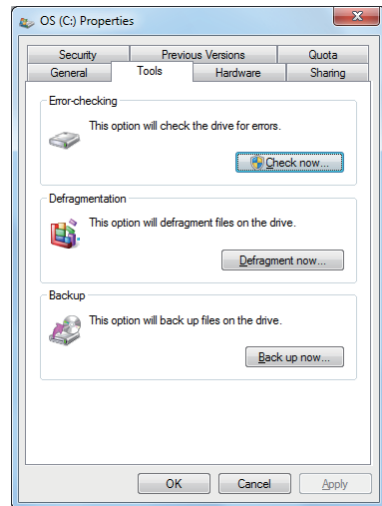 OS (C:) Properties
Security Previous Versions Quota
General Tools Hardware Sharing
Error-checking
This option will check the drive for errors.
Check now...
Defragmentation
This option will defragment files on the drive.
Defragment now...
Backup
This option will back up files on the drive.
Back up now...
OK Cancel Apply